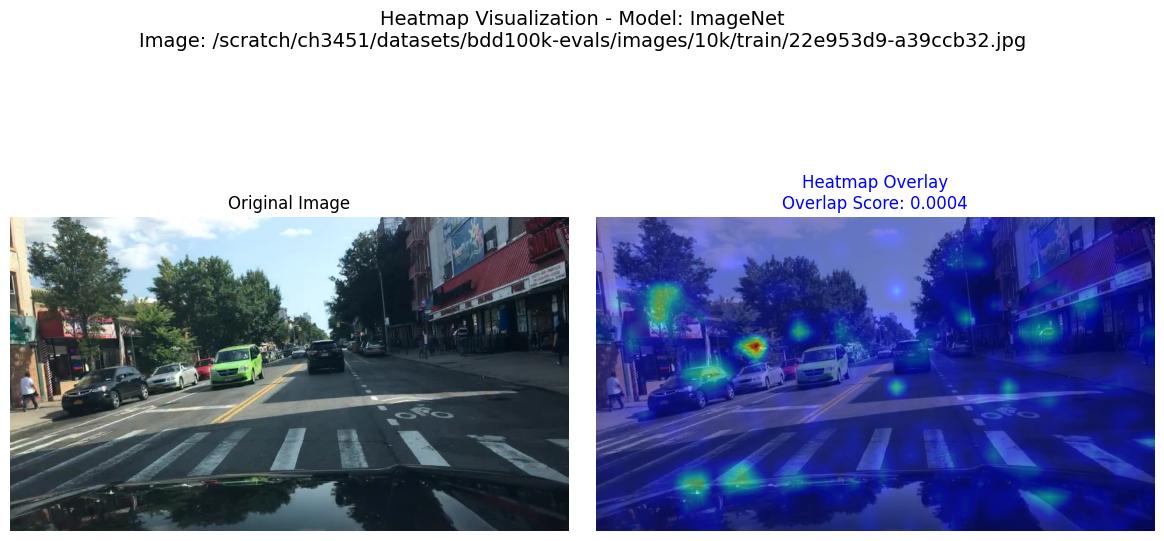 Heatmap Visualization - Model: ImageNet
Image: /scratch/ch3451/datasets/bdd100k-evals/images/10k/train/22e953d9-a39ccb32.jpg
Original Image
Heatmap Overlay
Overlap Score: 0.0004